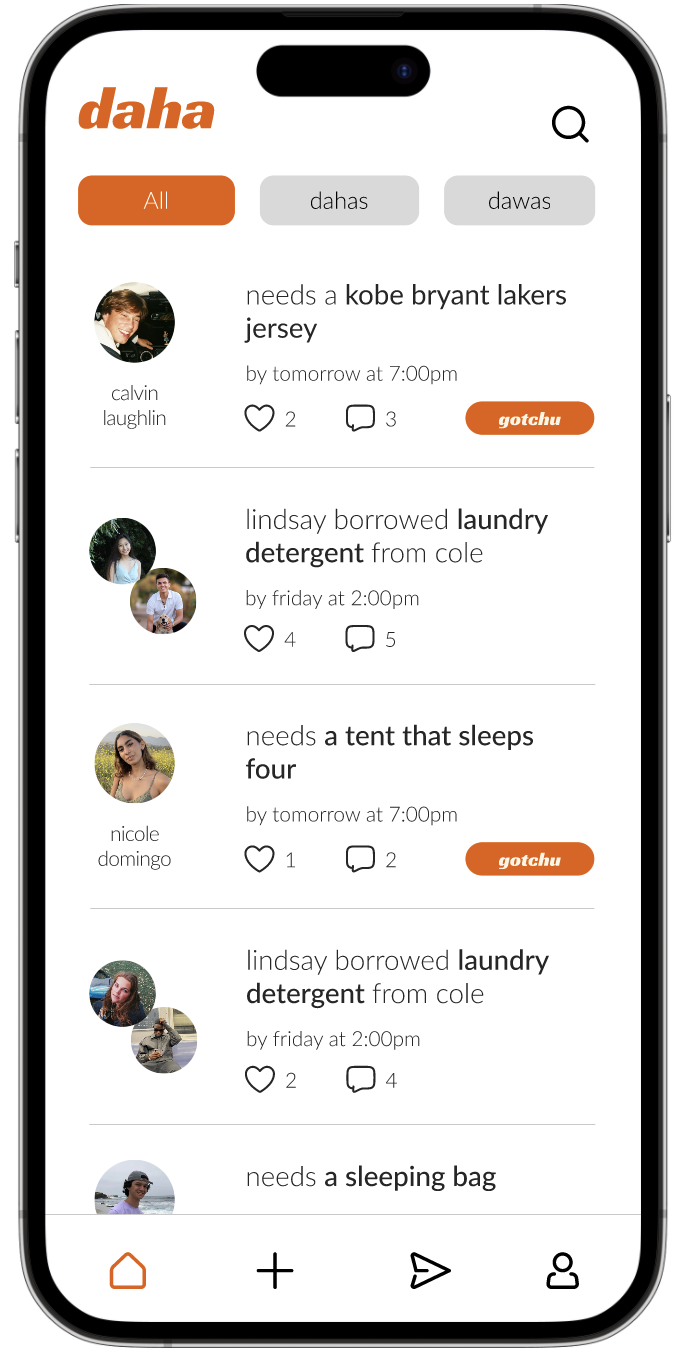 daha
All dahas dawas
needs a kobe bryant lakers
jersey
by tomorrow at 7:00pm
calvin
laughlin
2 3 gotchu
lindsay borrowed laundry
detergent from cole
by friday at 2:00pm
4 5
needs a tent that sleeps
four
by tomorrow at 7:00pm
nicole
domingo
1 2 gotchu
lindsay borrowed laundry
detergent from cole
by friday at 2:00pm
2 4
needs a sleeping bag